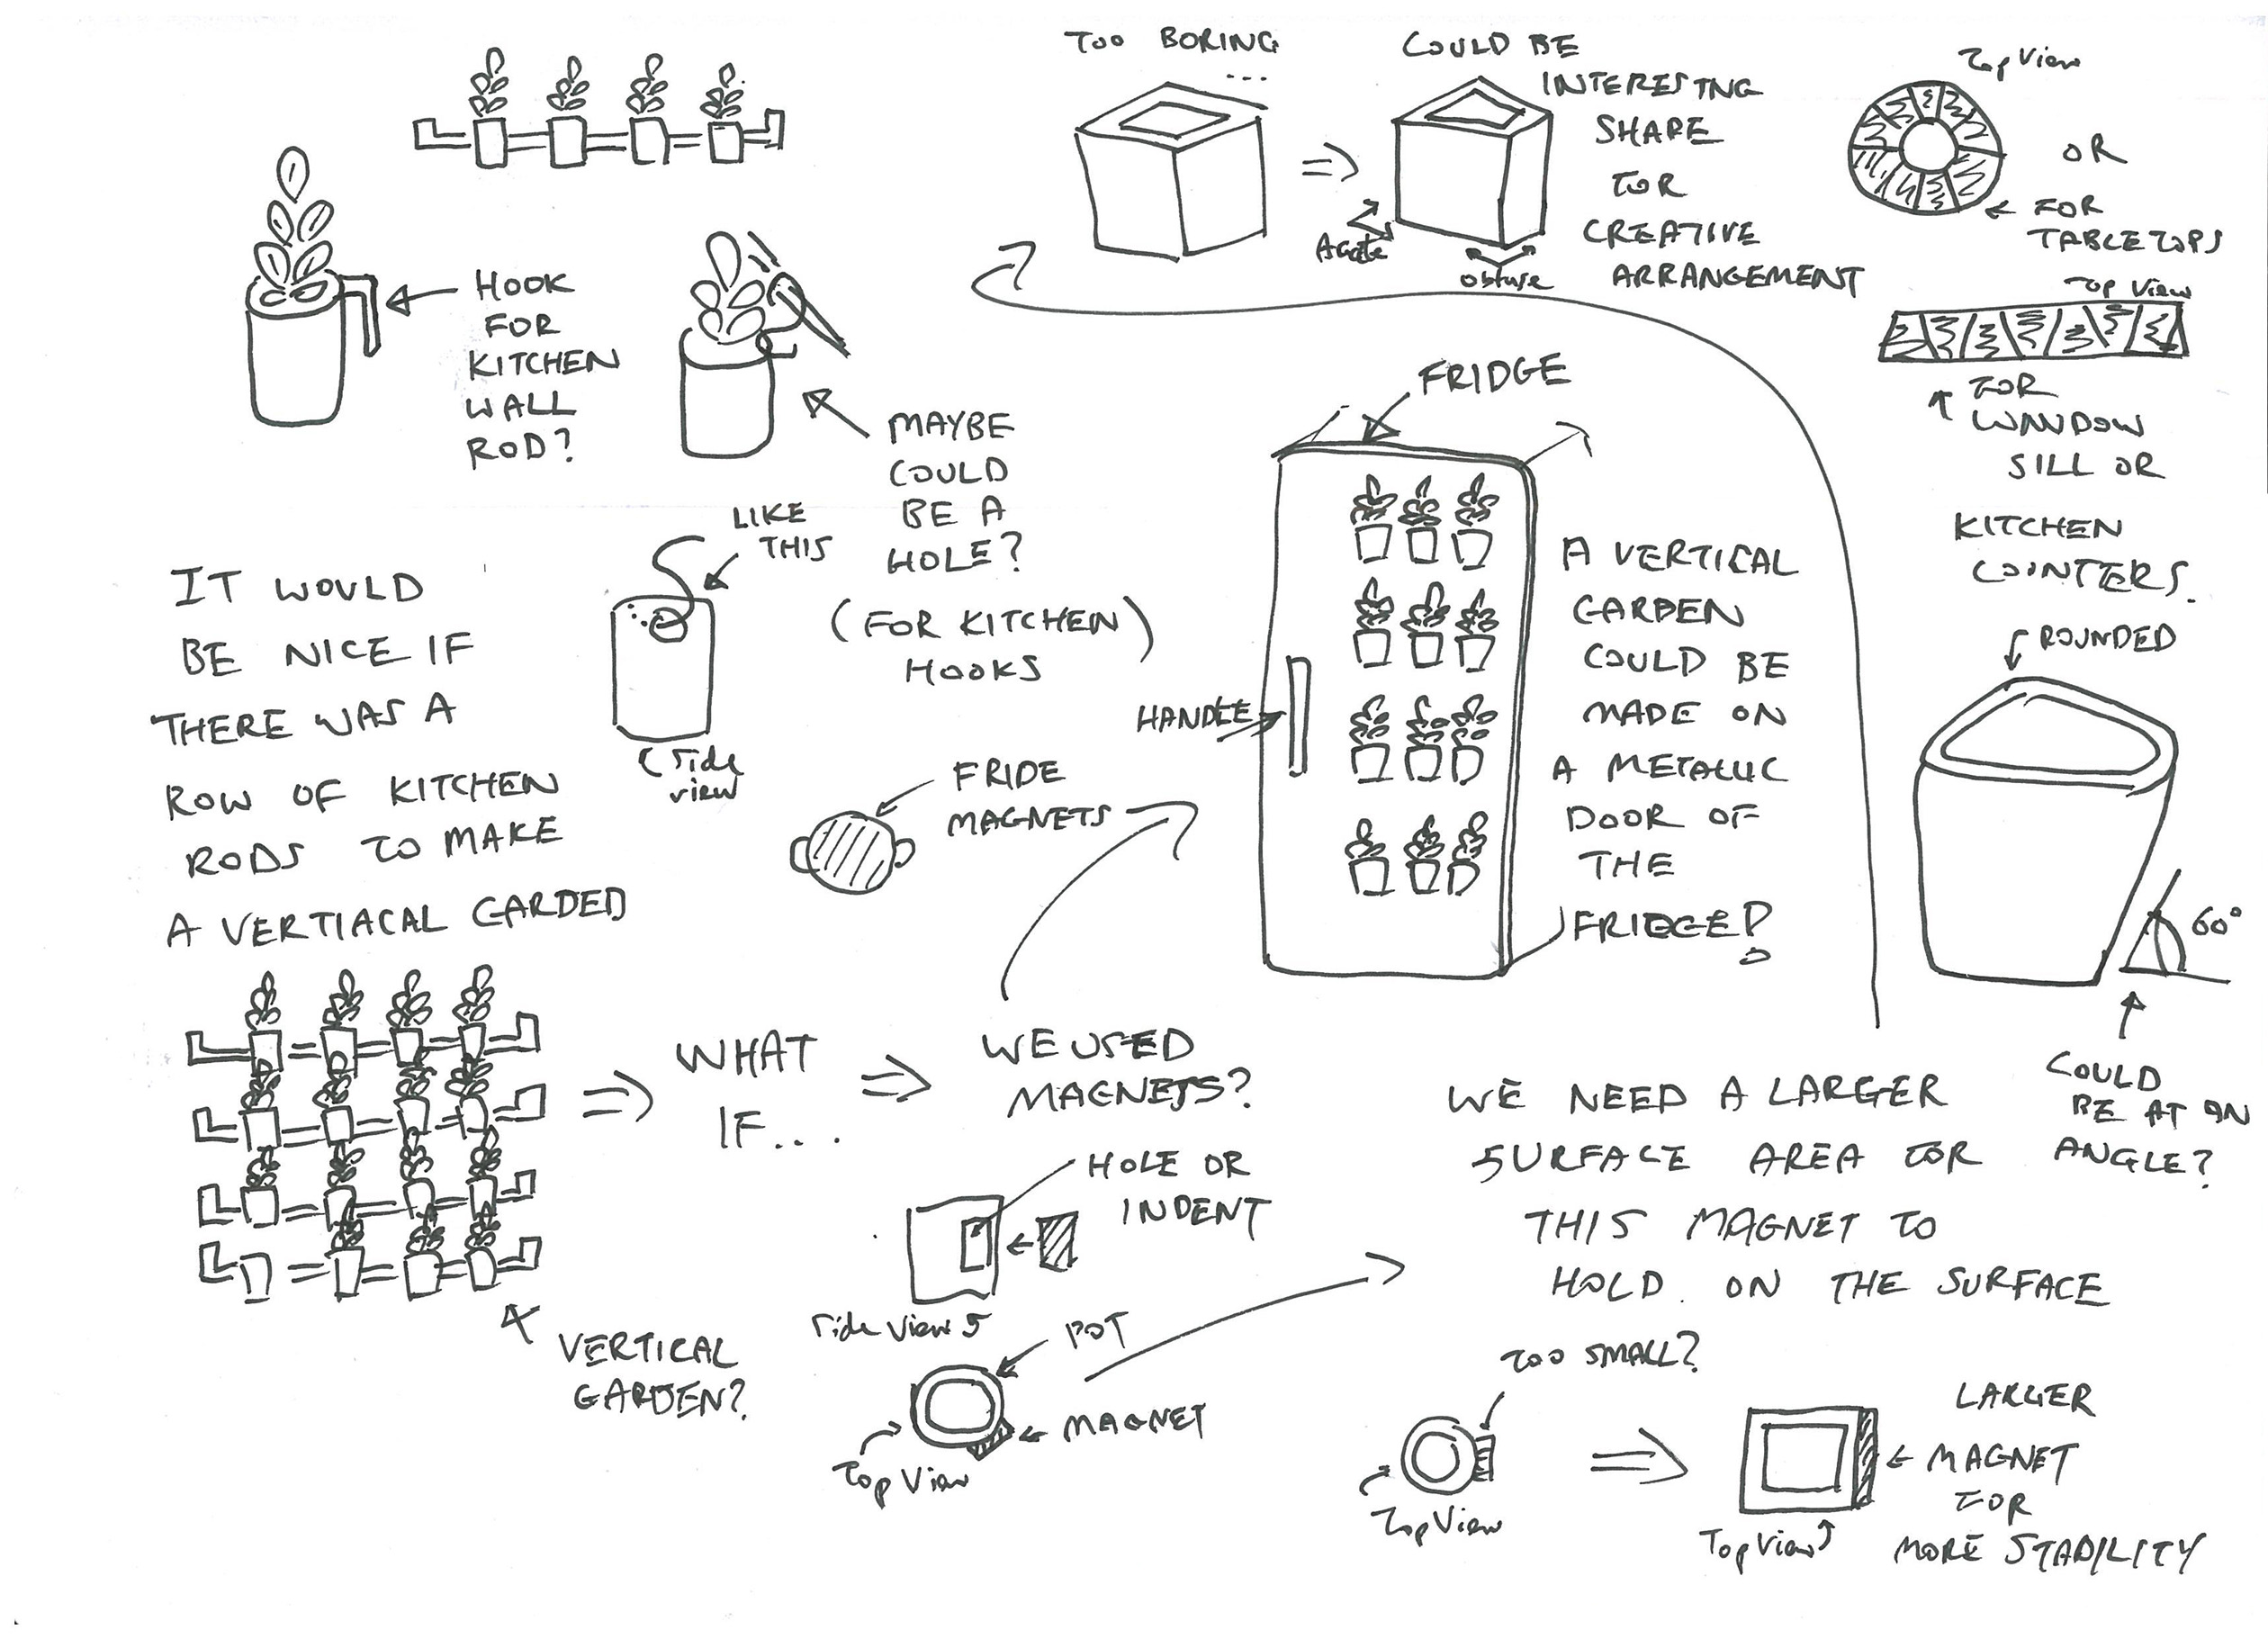 HOOK
FOR
KITCHEN
WALL
ROD?
MAYBE
COULD
BE A
HOLE?
(FOR KITCHEN)
HOOKS
LIKE
THIS
side
view
IT WOULD
BE NICE IF
THERE WAS A
ROW OF KITCHEN
RODS TO MAKE
A VERTIACAL GARDED
VERTICAL
GARDEN?
WHAT
IF...
WE USED
MAGNETS?
FRIDE
MAGNETS
HOLE OR
INDENT
side view
POT
MAGNET
Top View
FRIDGE
HANDLE
A VERTICAL
GARDEN
COULD BE
MADE ON
A METALLIC
DOOR OF
THE
FRIDGE?
WE NEED A LARGER
SURFACE AREA FOR
THIS MAGNET TO
HOLD ON THE SURFACE
TOO SMALL?
Top View
LARGER
MAGNET
FOR
MORE STABILITY
Top View
TOO BORING
...
COULD BE
INTERESTING
SHAPE
FOR
CREATIVE
ARRANGEMENT
Acute
obtuse
Top View
OR
FOR
TABLETOPS
Top View
FOR
WINDOW
SILL OR
KITCHEN
COUNTERS.
ROUNDED
60°
COULD
BE AT AN
ANGLE?